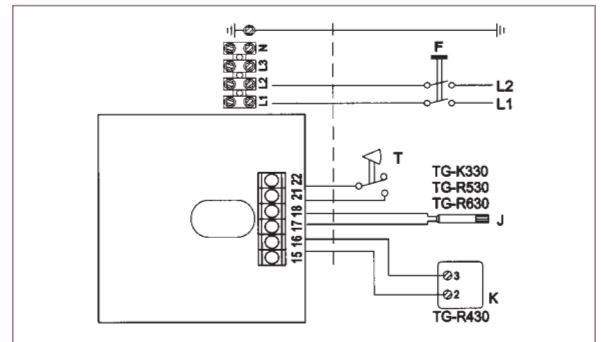 N
L3
L2
L1
F
L2
L1
T
22
21
18
17
16
15
TG-K330
TG-R530
TG-R630
J
3
2
K
TG-R430